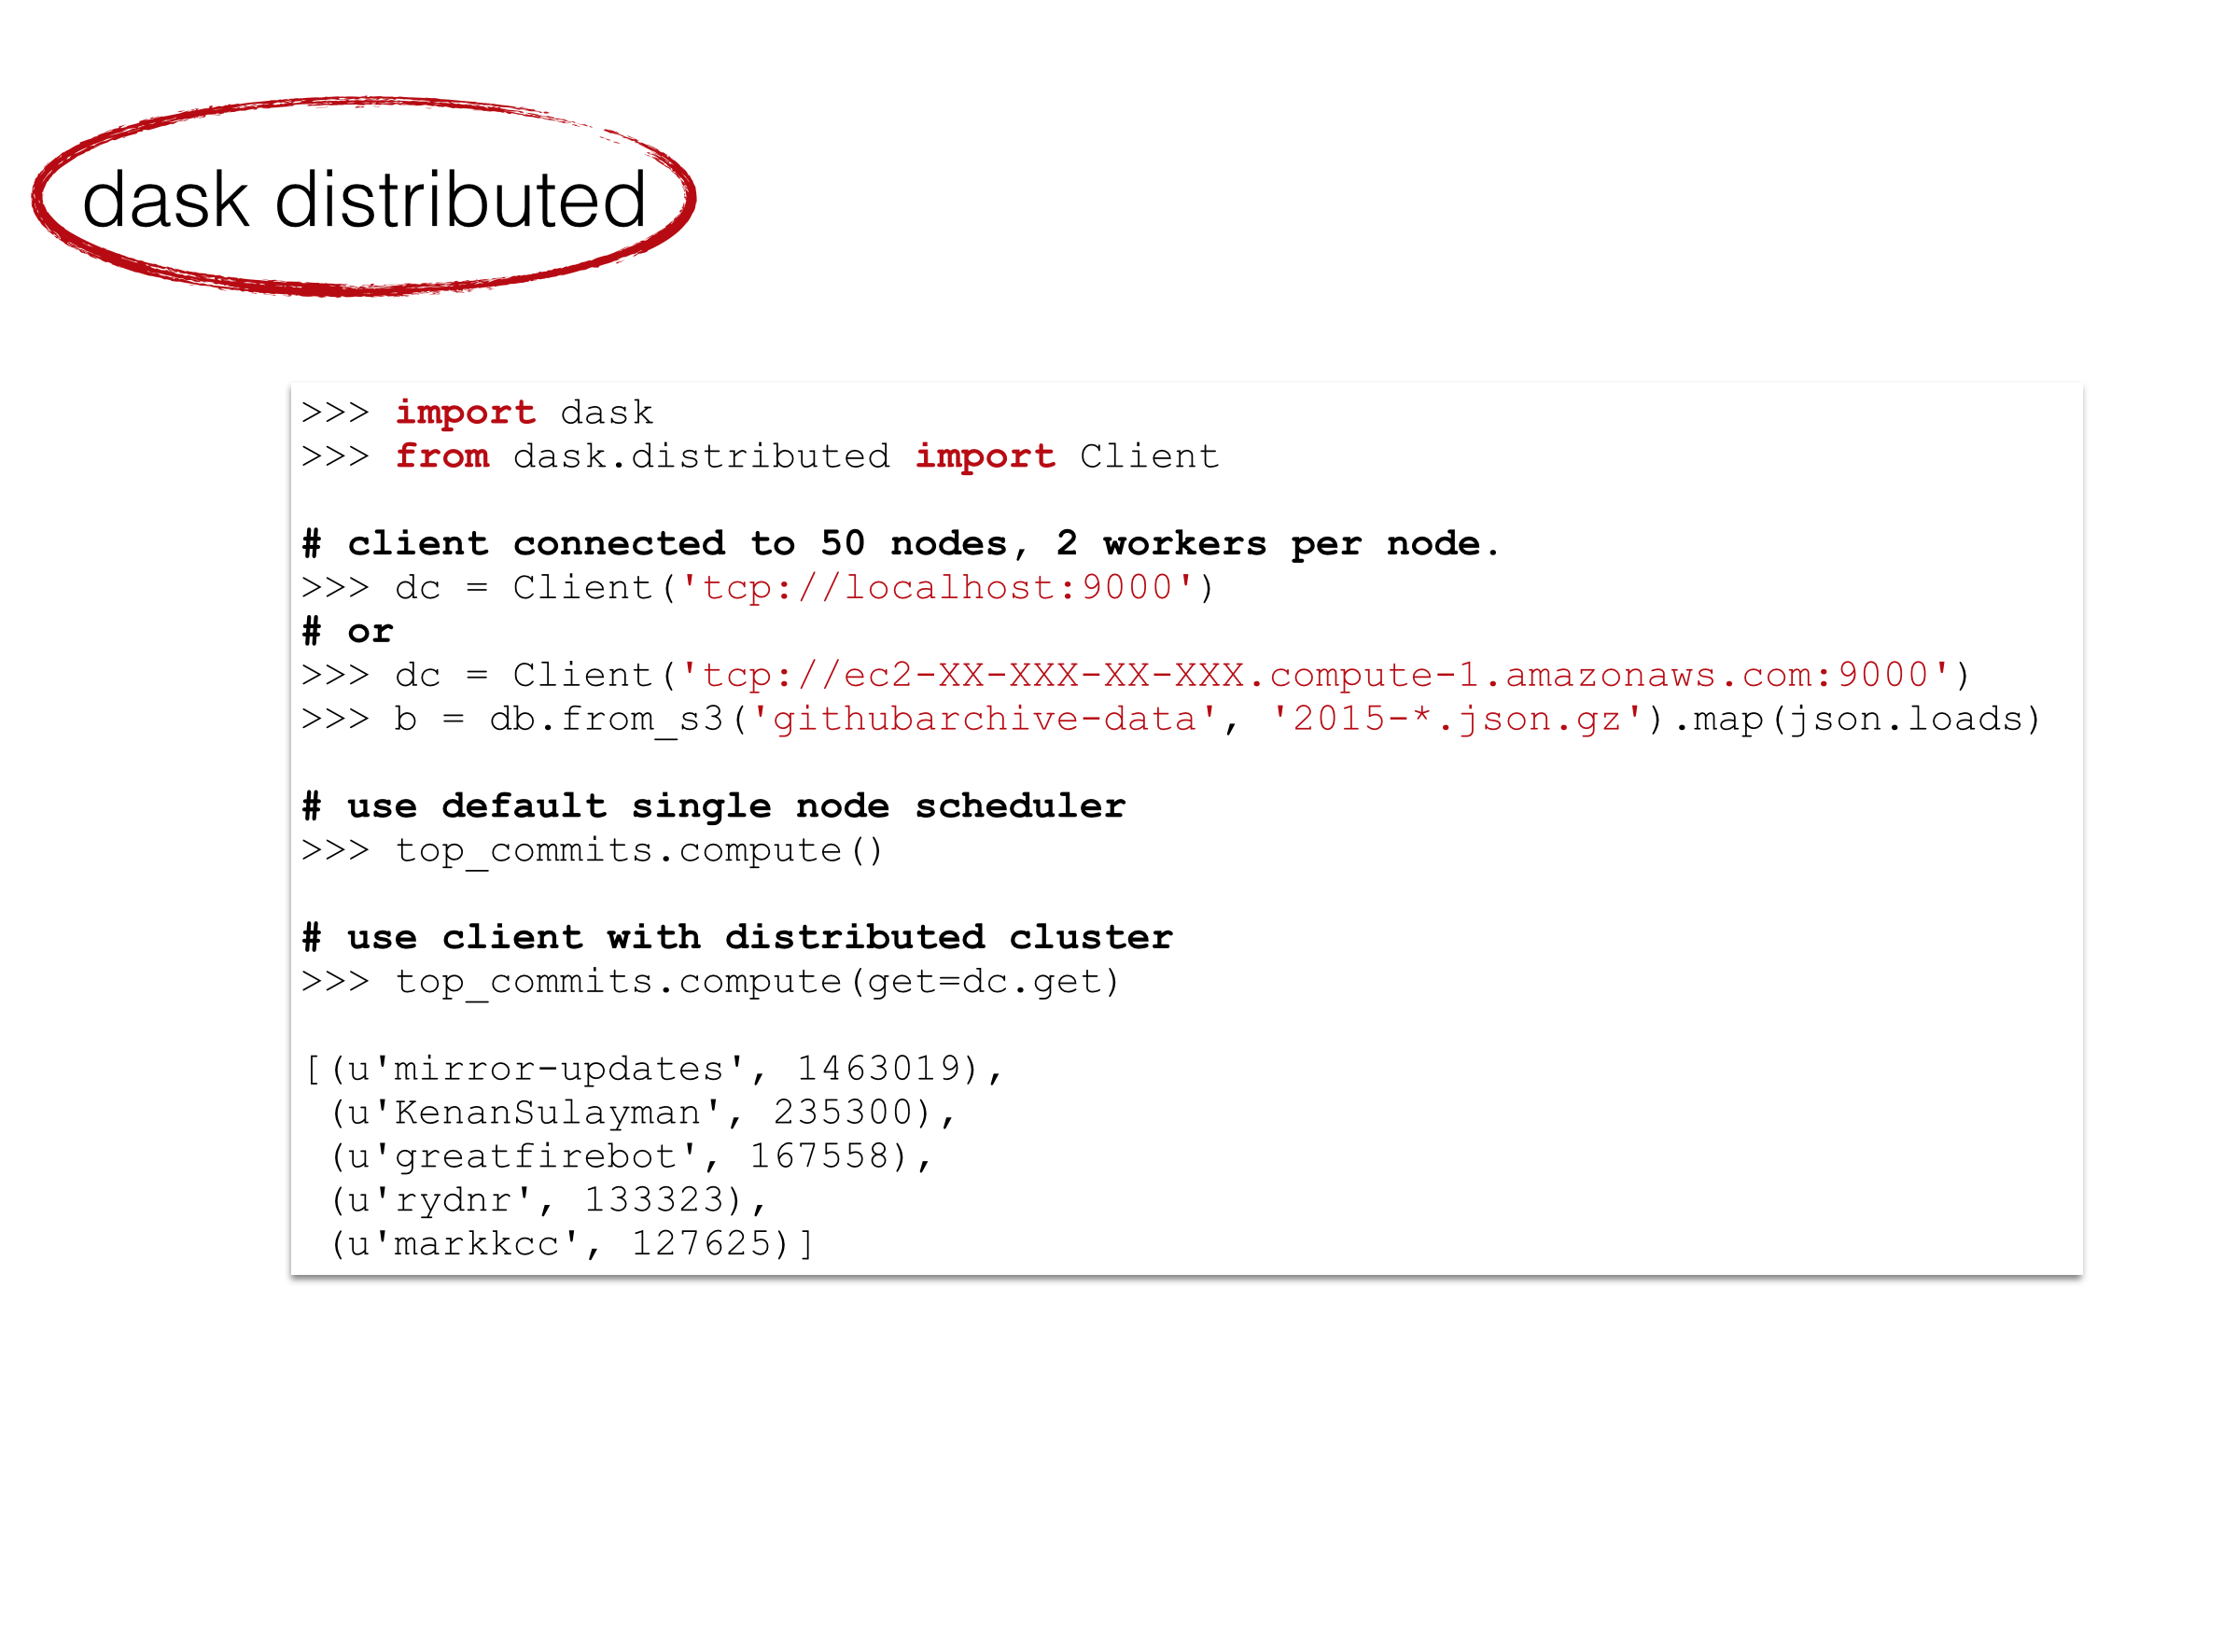 dask distributed
>>> import dask
>>> from dask.distributed import Client
# client connected to 50 nodes, 2 workers per node.
>>> dc = Client('tcp://localhost:9000')
# or
>>> dc = Client('tcp://ec2-XX-XXX-XX-XXX.compute-1.amazonaws.com:9000')
>>> b = db.from_s3('githubarchive-data', '2015-*.json.gz').map(json.loads)
# use default single node scheduler
>>> top_commits.compute()
# use client with distributed cluster
>>> top_commits.compute(get=dc.get)
[(u'mirror-updates', 1463019),
(u'KenanSulayman', 235300),
(u'greatfirebot', 167558),
(u'rydnr', 133323),
(u'markkcc', 127625)]